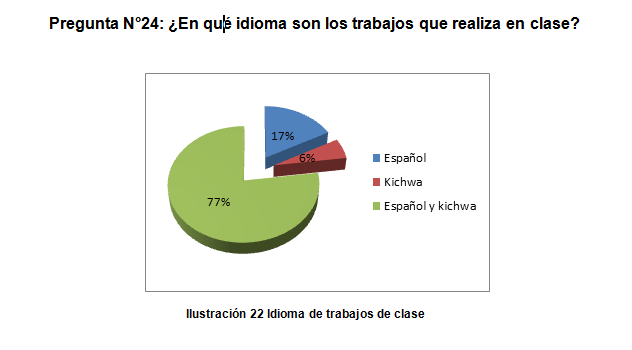 Pregunta N°24: ¿En qué idioma son los trabajos que realiza en clase?
17%
6%
77%
Español
Kichwa
Español y kichwa
Ilustración 22 Idioma de trabajos de clase